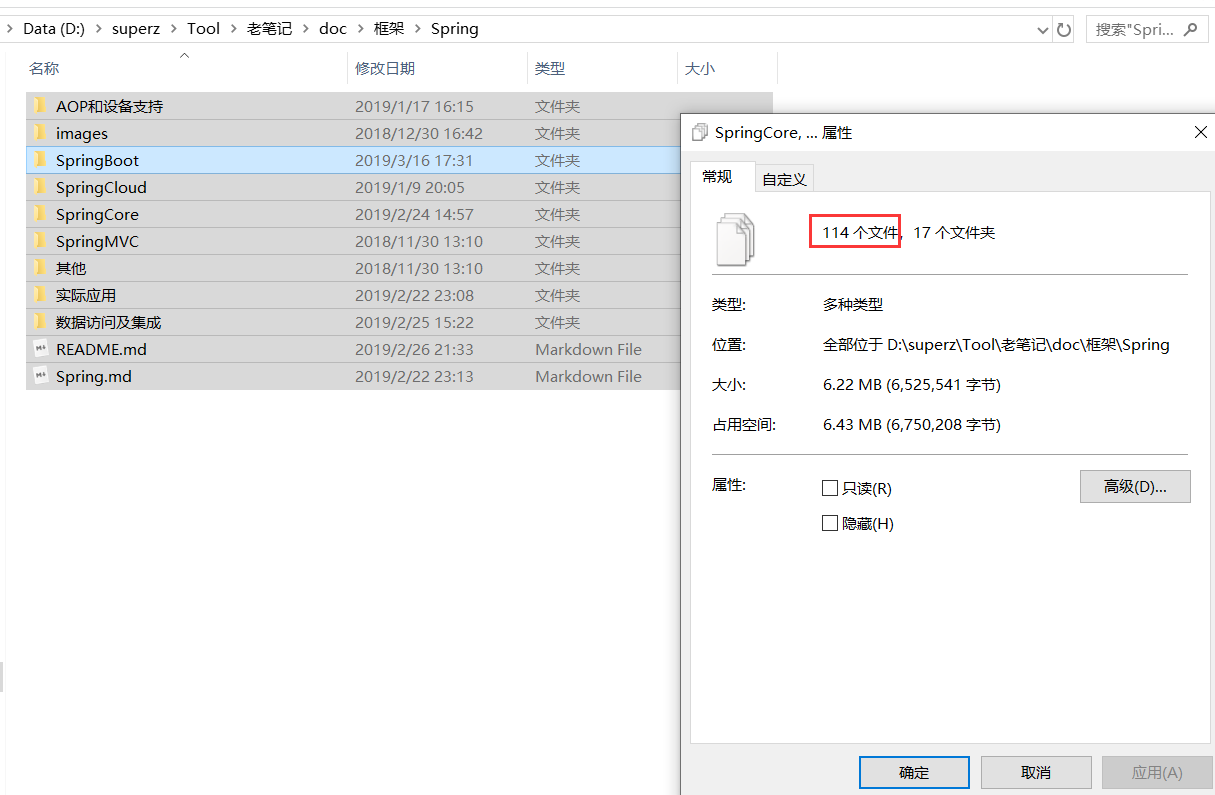 Data (D:) > superz > Tool > 老笔记 > doc > 框架 > Spring
搜索"Spri...
名称 修改日期 类型 大小
AOP和设备支持 2019/1/17 16:15 文件夹
images 2018/12/30 16:42 文件夹
SpringBoot 2019/3/16 17:31 文件夹
SpringCloud 2019/1/9 20:05 文件夹
SpringCore 2019/2/24 14:57 文件夹
SpringMVC 2018/11/30 13:10 文件夹
其他 2018/11/30 13:10 文件夹
实际应用 2019/2/22 23:08 文件夹
数据访问及集成 2019/2/25 15:22 文件夹
README.md 2019/2/26 21:33 Markdown File
Spring.md 2019/2/22 23:13 Markdown File
SpringCore, ... 属性
常规 自定义
114 个文件, 17 个文件夹
类型: 多种类型
位置: 全部位于 D:\superz\Tool\老笔记\doc\框架\Spring
大小: 6.22 MB (6,525,541 字节)
占用空间: 6.43 MB (6,750,208 字节)
属性: 只读(R) 高级(D)...
隐藏(H)
确定 取消 应用(A)